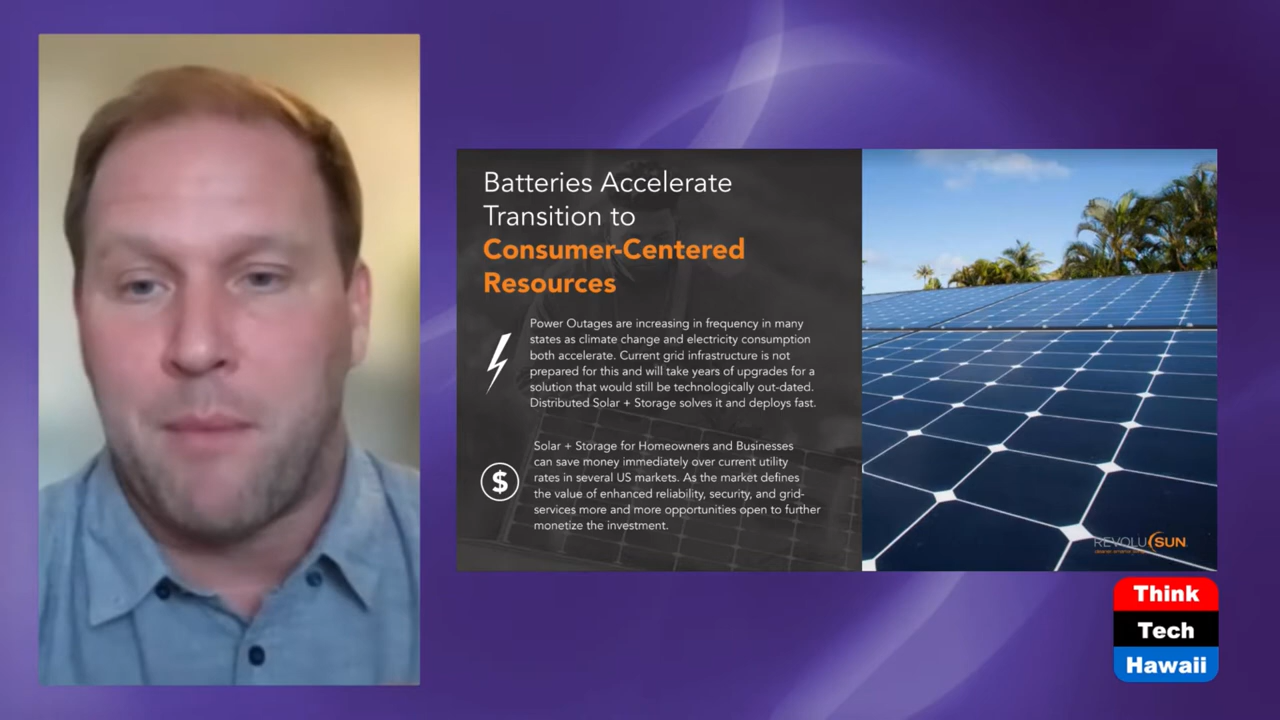 Batteries Accelerate
Transition to
Consumer-Centered
Resources
Power Outages are increasing in frequency in many
states as climate change and electricity consumption
both accelerate. Current grid infrastructure is not
prepared for this and will take years of upgrades for a
solution that would still be technologically out-dated.
Distributed Solar + Storage solves it and deploys fast.
$
Solar + Storage for Homeowners and Businesses
can save money immediately over current utility
rates in several US markets. As the market defines
the value of enhanced reliability, security, and grid-
services more and more opportunities open to further
monetize the investment.
REVOLUSUN
Think
Tech
Hawaii